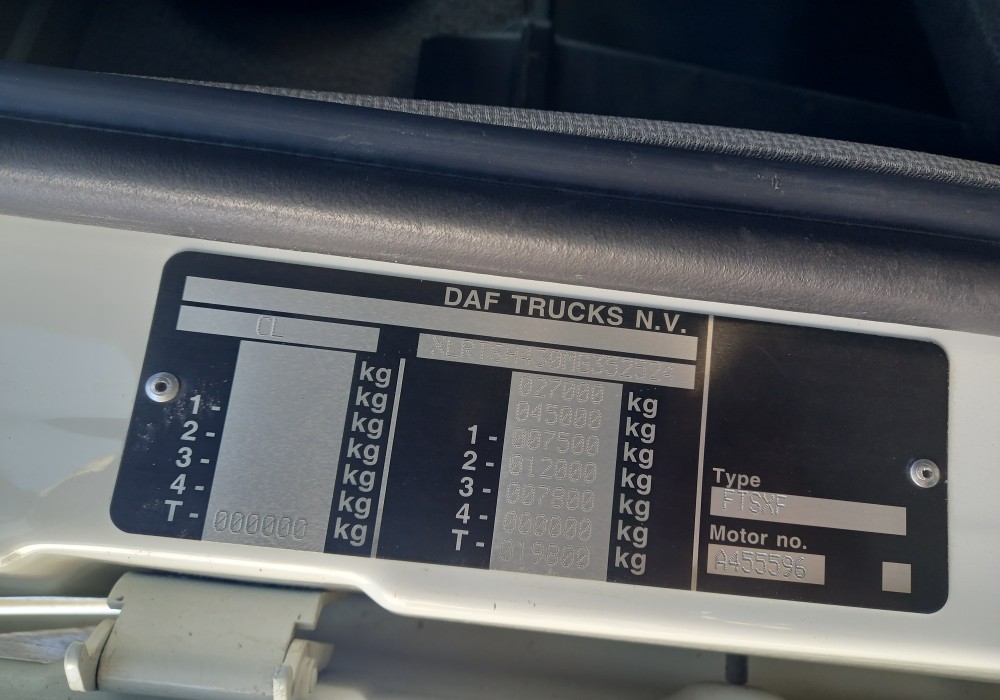 DAF TRUCKS N.V.
CL
kg 027000 kg
1- kg 045000 kg
2- kg 1- 007500 kg
3- kg 2- 012000 kg
4- kg 3- 007800 kg
T- 000000 kg 4- 000000 kg
kg T- 019800 kg
Type
FTSXF
Motor no.
A455596